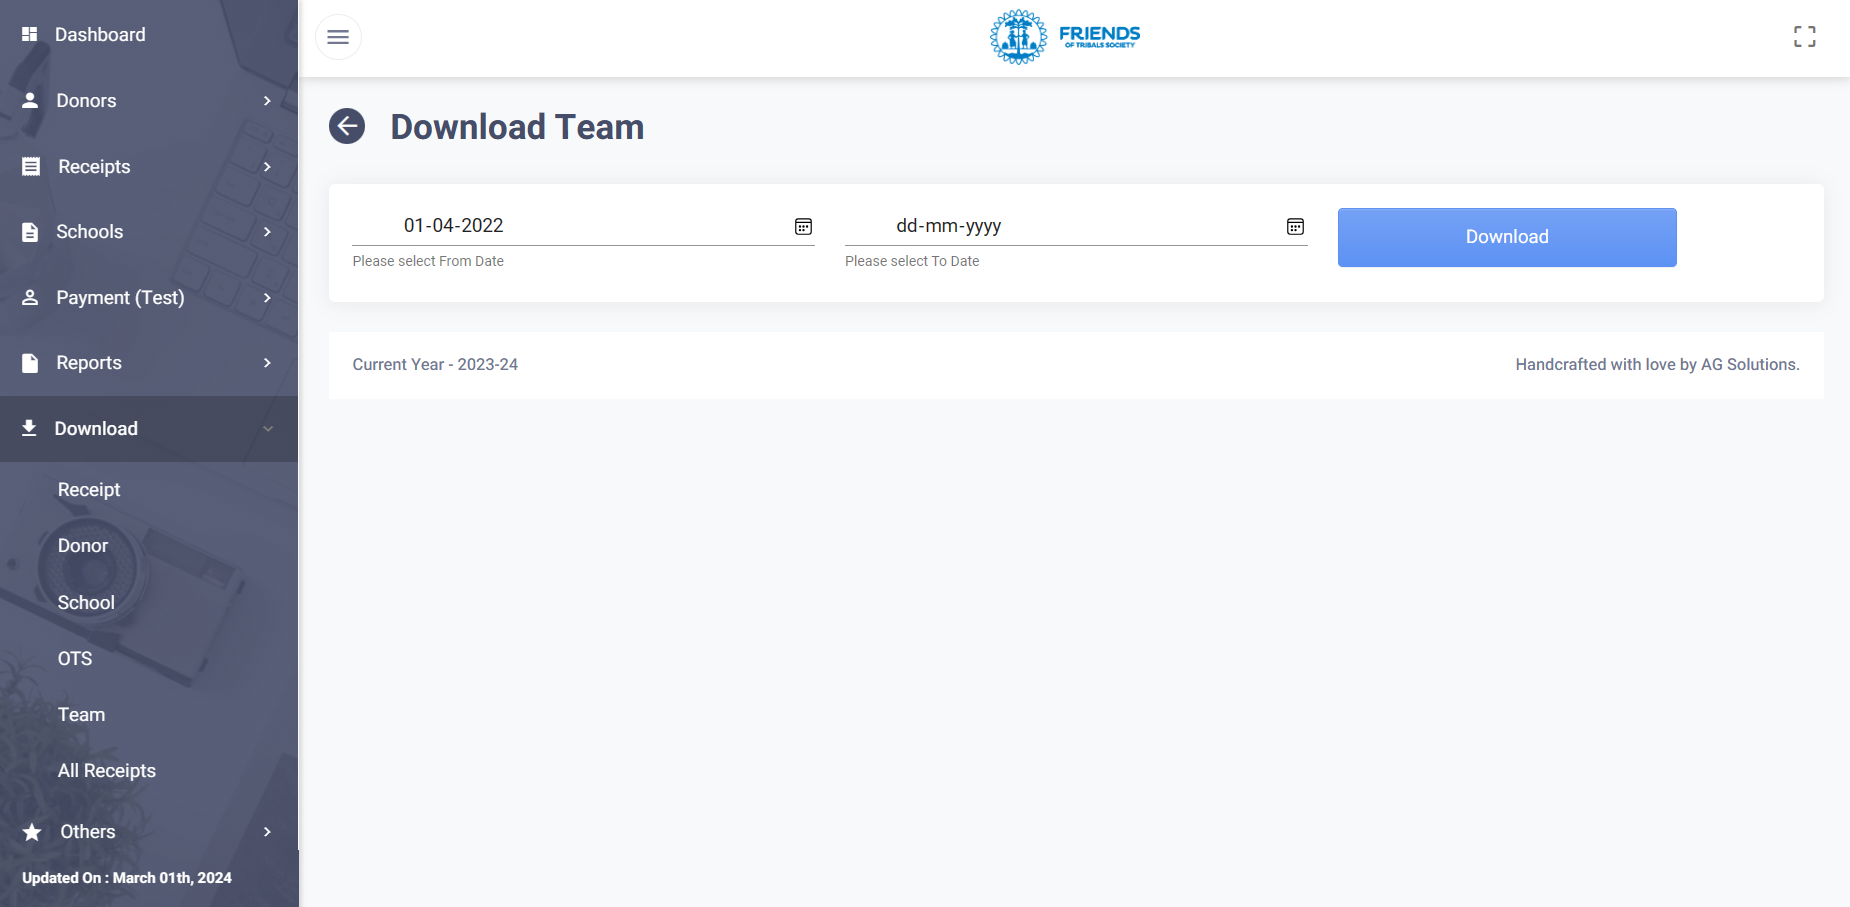 Dashboard
Donors
Receipts
Schools
Payment (Test)
Reports
Download
Receipt
Donor
School
OTS
Team
All Receipts
Others
Updated On : March 01th, 2024
FRIENDS
OF TRIBALS SOCIETY
Download Team
01-04-2022
Please select From Date
dd-mm-yyyy
Please select To Date
Download
Current Year - 2023-24
Handcrafted with love by AG Solutions.